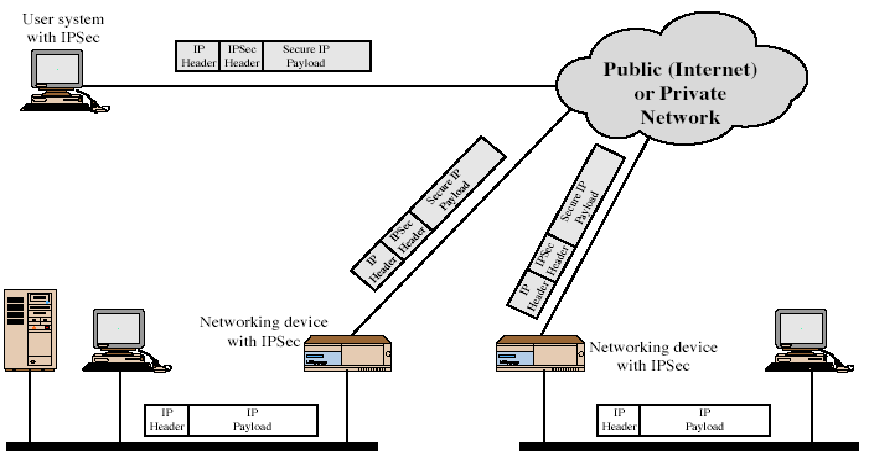 User system
with IPSec
IP
Header
IPSec
Header
Secure IP
Payload
Public (Internet)
or Private
Network
IP
Header
IPSec
Header
Secure IP
Payload
IP
Header
IPSec
Header
Secure IP
Payload
Networking device
with IPSec
Networking device
with IPSec
IP
Header
IP
Payload
IP
Header
IP
Payload